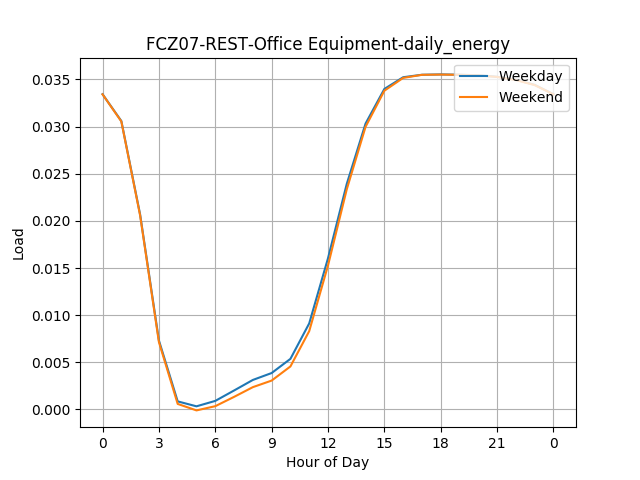 FCZ07-REST-Office Equipment-daily_energy
Weekday
Weekend
Load
0.035
0.030
0.025
0.020
0.015
0.010
0.005
0.000
0 3 6 9 12 15 18 21 0
Hour of Day